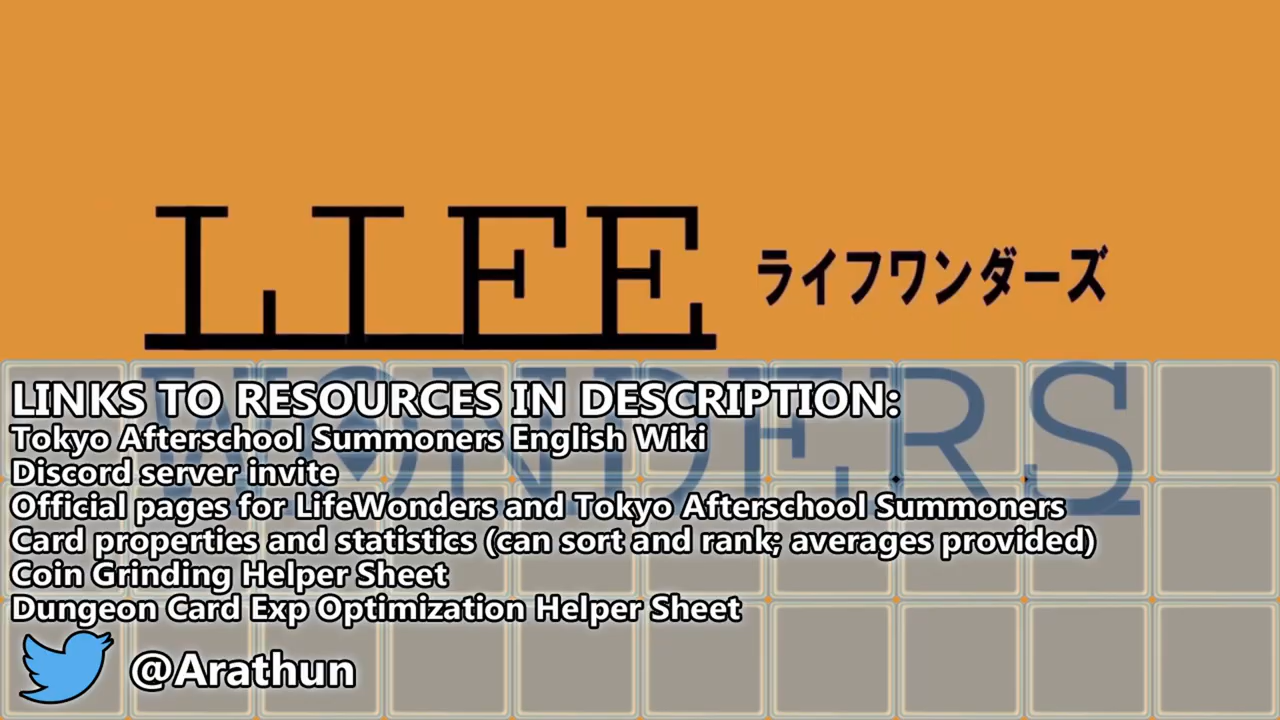 LIFE ライフワンダーズ
WONDERS
LINKS TO RESOURCES IN DESCRIPTION:
Tokyo Afterschool Summoners English Wiki
Discord server invite
Official pages for LifeWonders and Tokyo Afterschool Summoners
Card properties and statistics (can sort and rank; averages provided)
Coin Grinding Helper Sheet
Dungeon Card Exp Optimization Helper Sheet
@Arathun